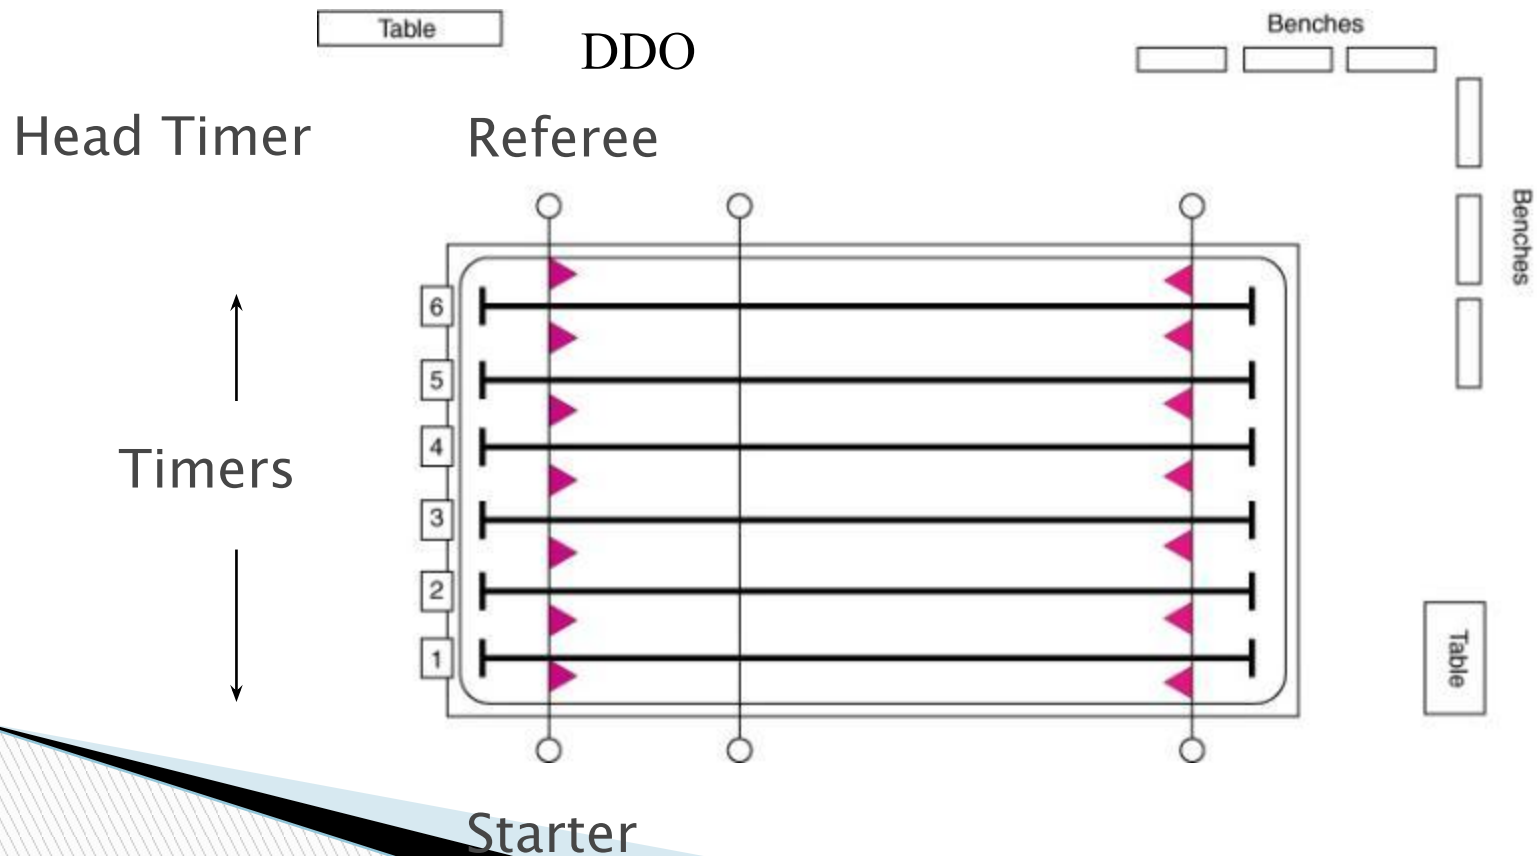 Table
DDO
Benches
Head Timer
Referee
Benches
6
5
4
Timers
3
2
1
Table
Starter